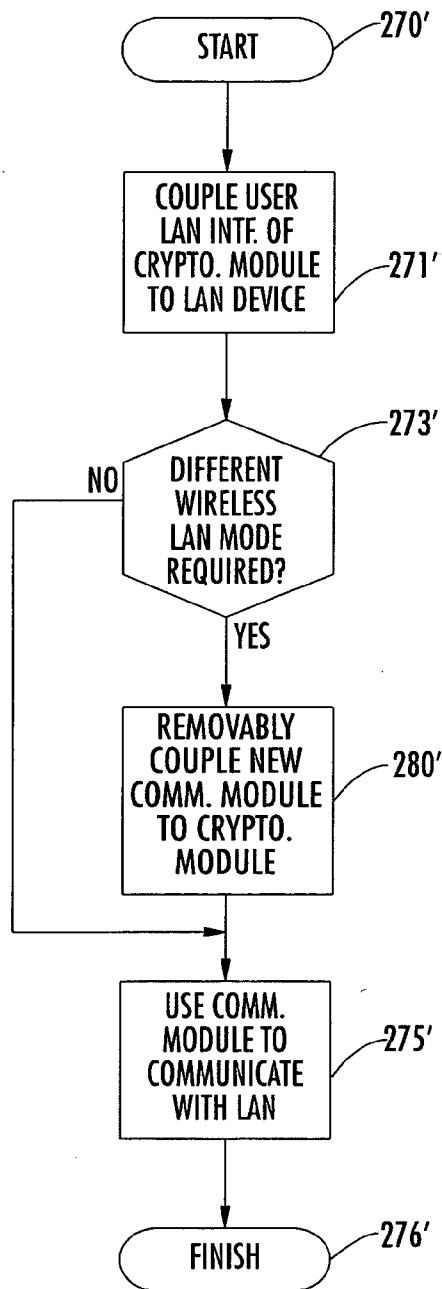 START
270'
COUPLE USER
LAN INTF. OF
CRYPTO. MODULE
TO LAN DEVICE
271'
273'
NO
DIFFERENT
WIRELESS
LAN MODE
REQUIRED?
YES
REMOVABLY
COUPLE NEW
COMM. MODULE
TO CRYPTO.
MODULE
280'
USE COMM.
MODULE TO
COMMUNICATE
WITH LAN
275'
FINISH
276'